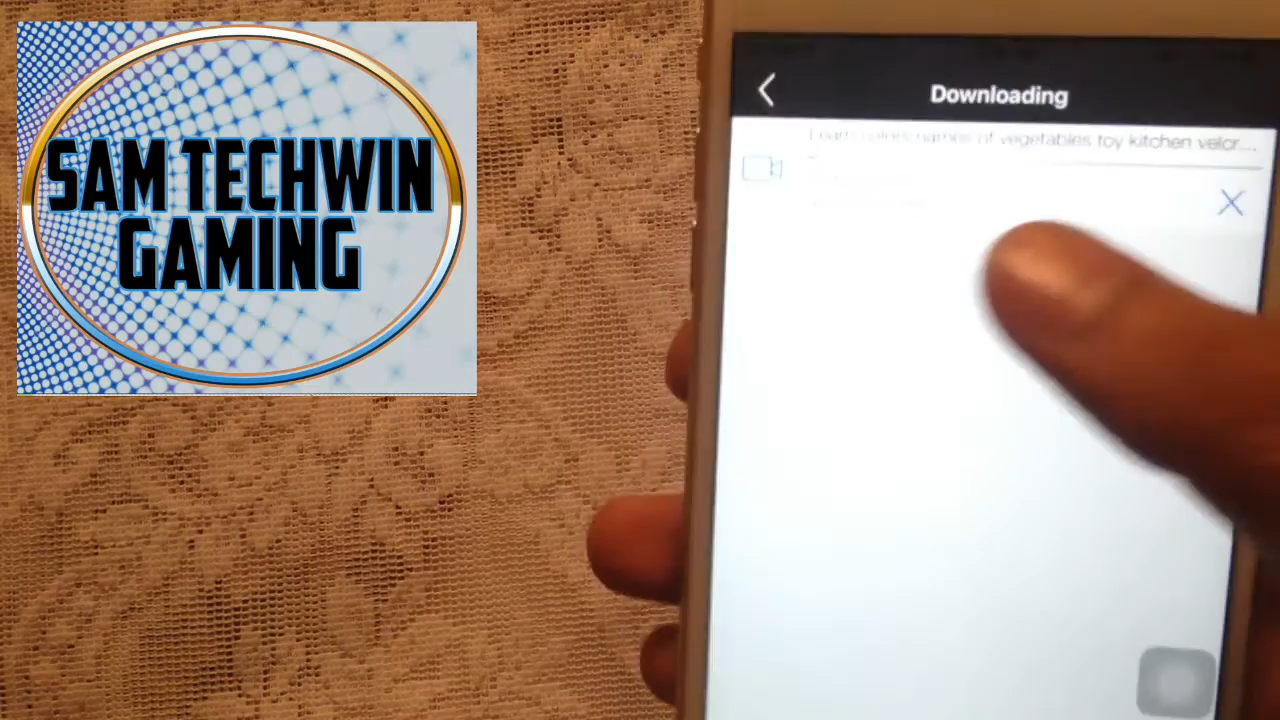 SAM TECHWIN
GAMING
Downloading
Learn colors names of vegetables toy kitchen velcr...